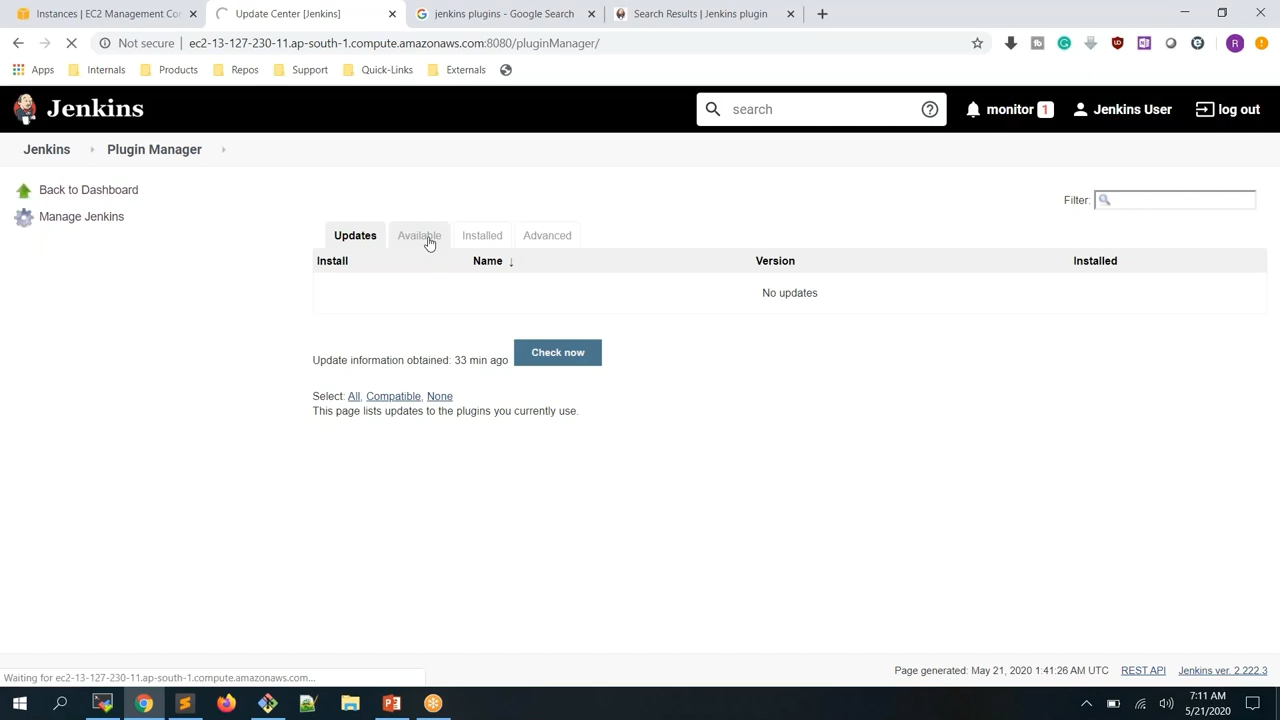 Instances | EC2 Management Co
Update Center [Jenkins]
jenkins plugins - Google Search
Search Results | Jenkins plugin
Not secure
ec2-13-127-230-11.ap-south-1.compute.amazonaws.com:8080/pluginManager/
R
Apps
Internals
Products
Repos
Support
Quick-Links
Externals
Jenkins
search
monitor 1
Jenkins User
log out
Jenkins
Plugin Manager
Back to Dashboard
Manage Jenkins
Filter:
Updates
Available
Installed
Advanced
Install
Name ↓
Version
Installed
No updates
Update information obtained: 33 min ago
Check now
Select: All, Compatible, None
This page lists updates to the plugins you currently use.
Page generated: May 21, 2020 1:41:26 AM UTC
REST API
Jenkins ver. 2.222.3
Waiting for ec2-13-127-230-11.ap-south-1.compute.amazonaws.com...
7:11 AM
5/21/2020